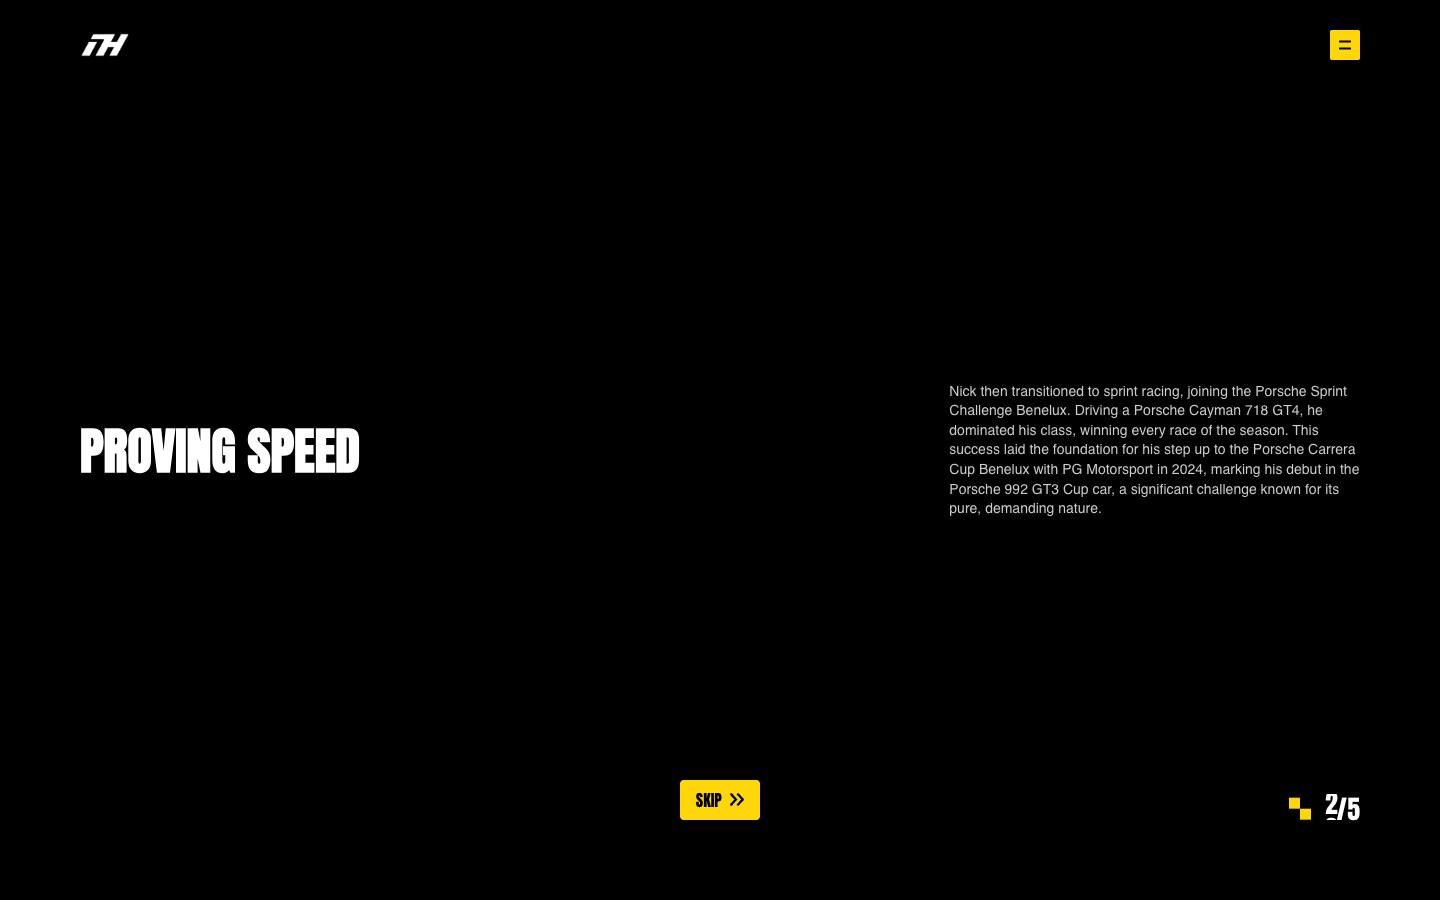 NH
PROVING SPEED
Nick then transitioned to sprint racing, joining the Porsche Sprint
Challenge Benelux. Driving a Porsche Cayman 718 GT4, he
dominated his class, winning every race of the season. This
success laid the foundation for his step up to the Porsche Carrera
Cup Benelux with PG Motorsport in 2024, marking his debut in the
Porsche 992 GT3 Cup car, a significant challenge known for its
pure, demanding nature.
SKIP
2/5